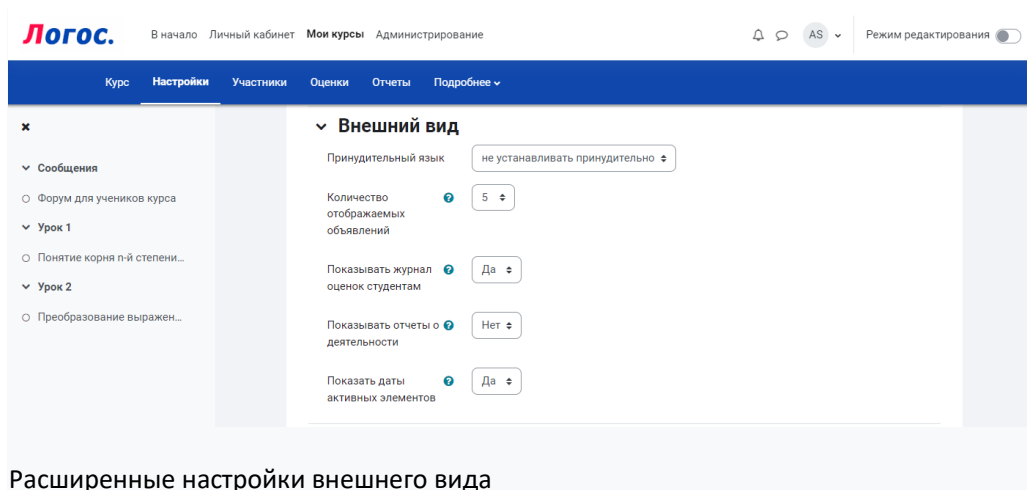 Логос.
В начало Личный кабинет Мои курсы Администрирование
AS
Режим редактирования
Курс Настройки Участники Оценки Отчеты Подробнее
Сообщения
Форум для учеников курса
Урок 1
Понятие корня n-й степени...
Урок 2
Преобразование выражен...
Внешний вид
Принудительный язык
не устанавливать принудительно
Количество
отображаемых
объявлений
5
Показывать журнал
оценок студентам
Да
Показывать отчеты о
деятельности
Нет
Показать даты
активных элементов
Да
Расширенные настройки внешнего вида